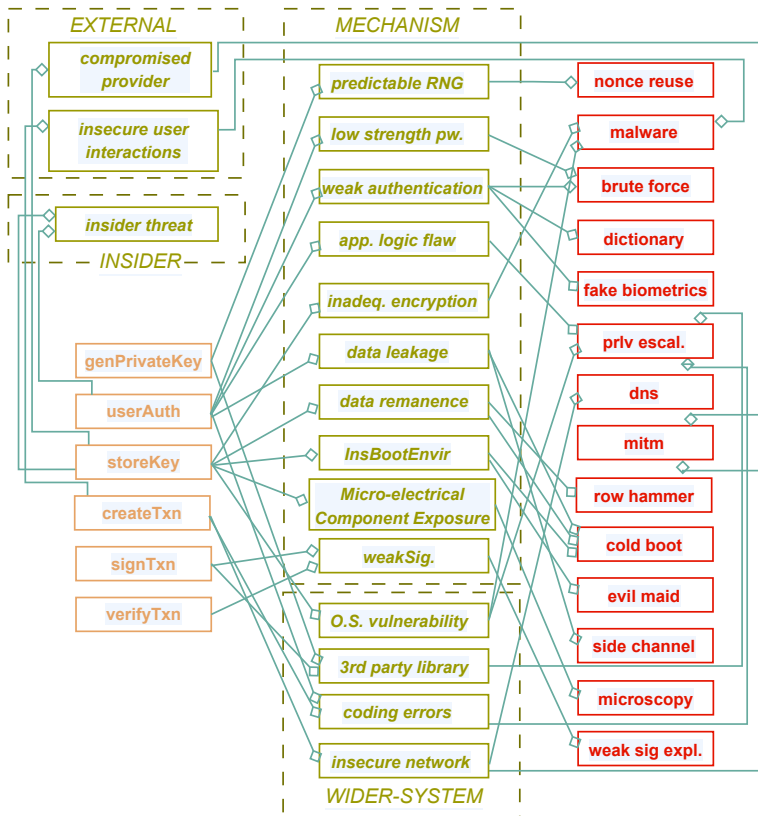 EXTERNAL
compromised
provider
insecure user
interactions
insider threat
INSIDER
genPrivateKey
userAuth
storeKey
createTxn
signTxn
verifyTxn
MECHANISM
predictable RNG
low strength pw.
weak authentication
app. logic flaw
inadeq. encryption
data leakage
data remanence
InsBootEnvir
Micro-electrical
Component Exposure
weakSig.
O.S. vulnerability
3rd party library
coding errors
insecure network
WIDER-SYSTEM
nonce reuse
malware
brute force
dictionary
fake biometrics
prlv escal.
dns
mitm
row hammer
cold boot
evil maid
side channel
microscopy
weak sig expl.